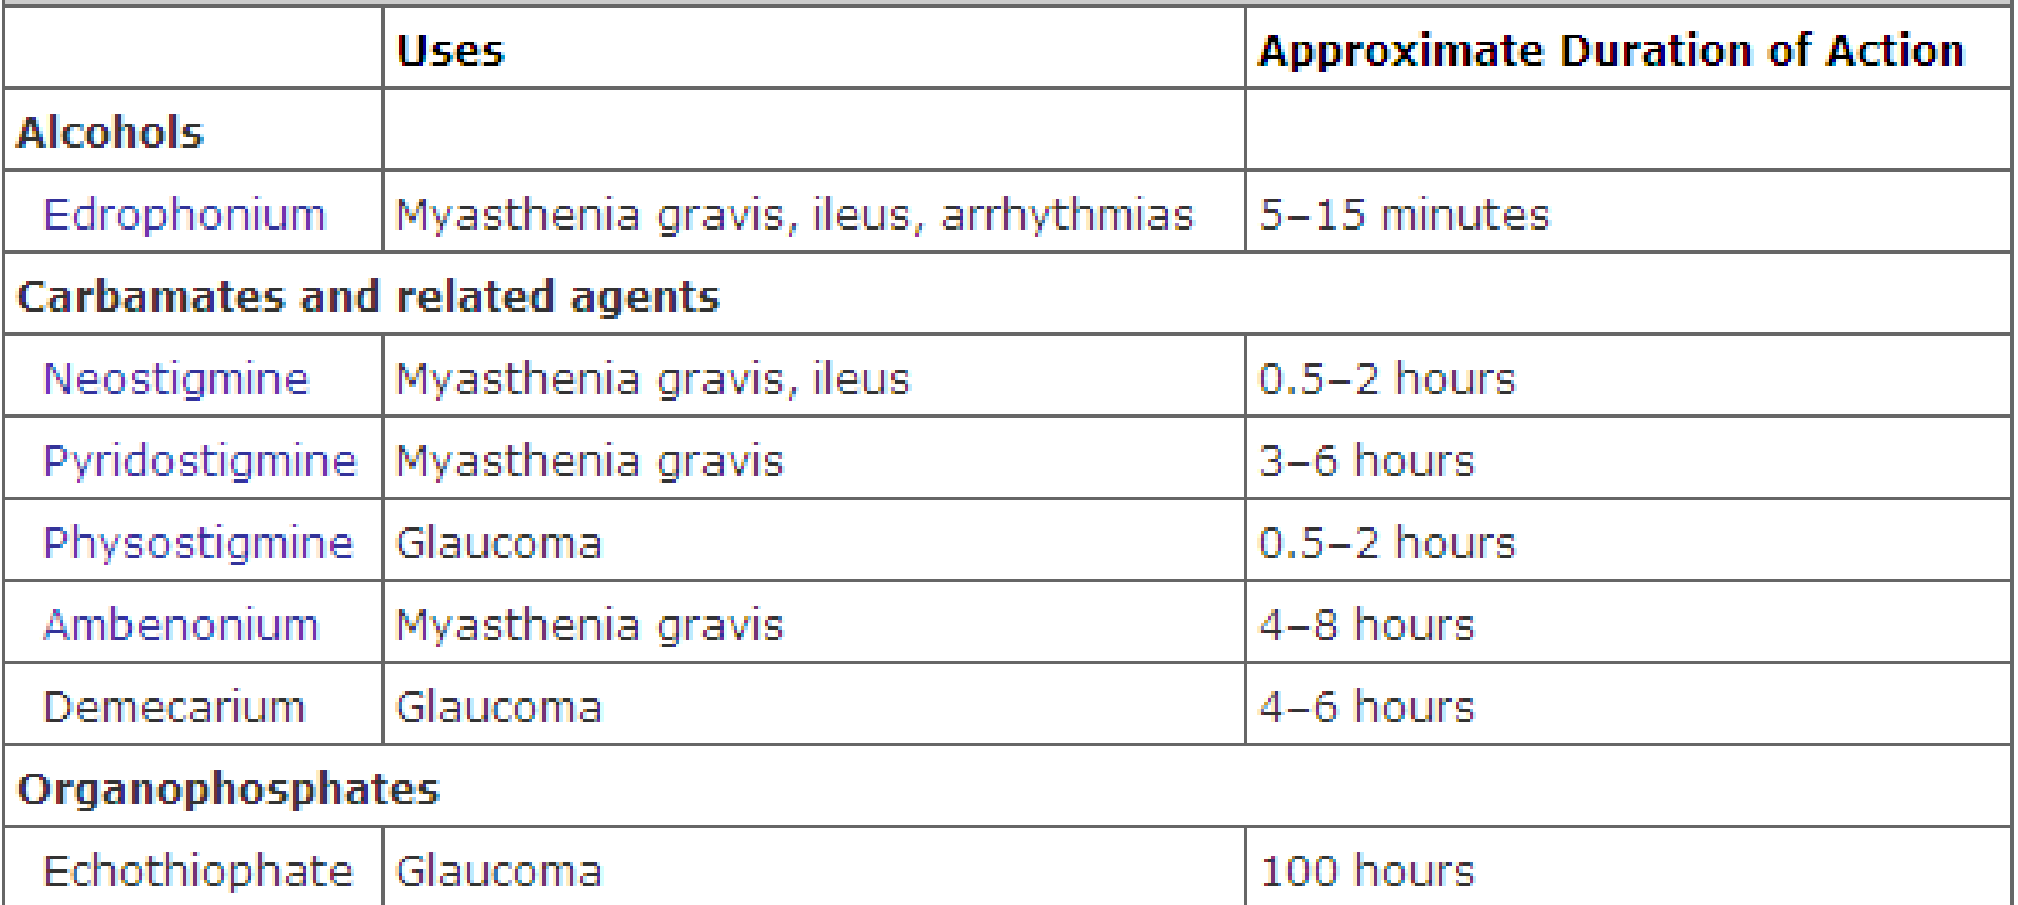 Uses Approximate Duration of Action
Alcohols
Edrophonium Myasthenia gravis, ileus, arrhythmias 5–15 minutes
Carbamates and related agents
Neostigmine Myasthenia gravis, ileus 0.5–2 hours
Pyridostigmine Myasthenia gravis 3–6 hours
Physostigmine Glaucoma 0.5–2 hours
Ambenonium Myasthenia gravis 4–8 hours
Demecarium Glaucoma 4–6 hours
Organophosphates
Echothiophate Glaucoma 100 hours